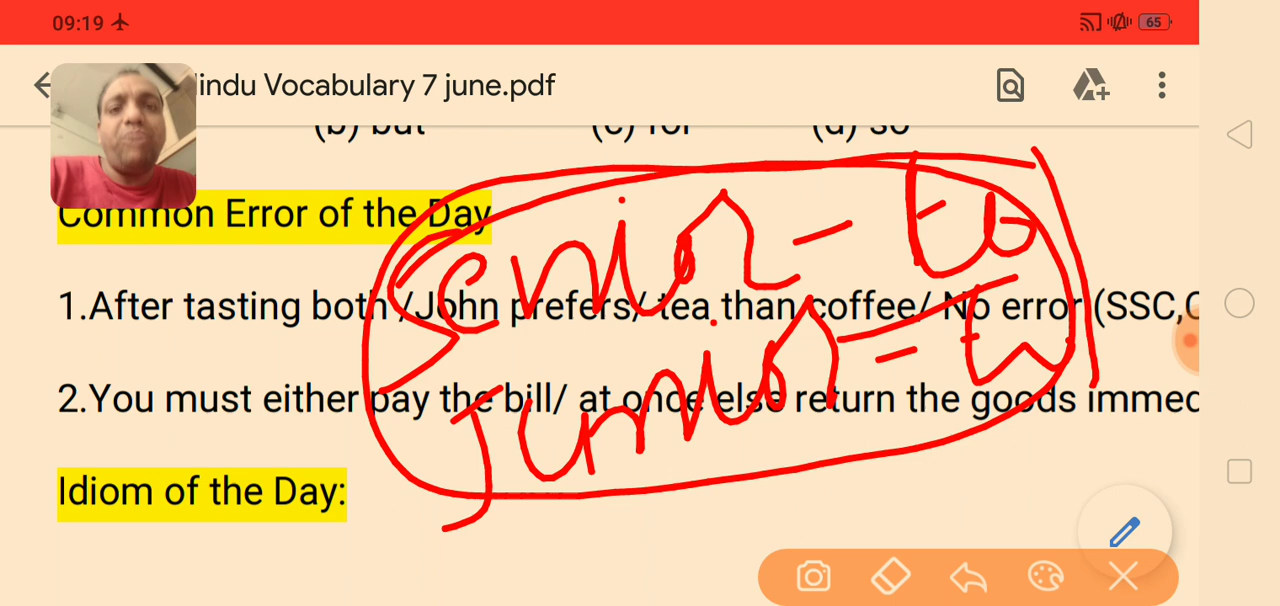 09:19
65
indu Vocabulary 7 june.pdf
(b) but (c) for (d) so
Common Error of the Day
Senior - to
1.After tasting both /John prefers/ tea than coffee/ No error (SSC,C
Junior - to
2.You must either pay the bill/ at once else return the goods immed
Idiom of the Day: